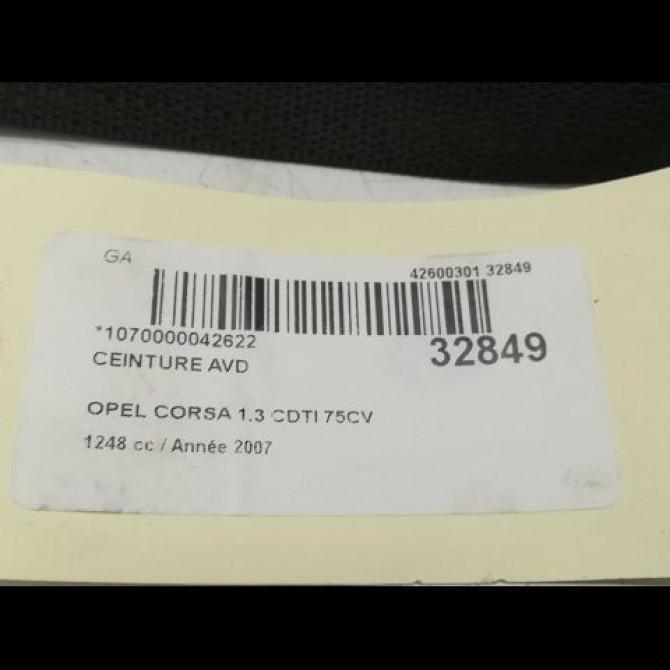 GA
42600301 32849
*1070000042622
32849
CEINTURE AVD
OPEL CORSA 1.3 CDTI 75CV
1248 cc / Année 2007